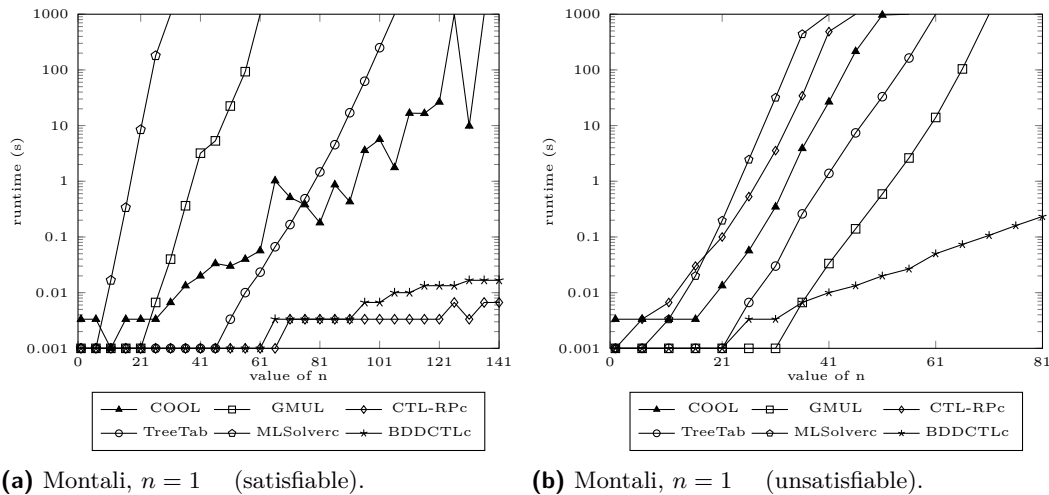 1000
100
10
1
0.1
0.01
0.001
runtime (s)
0 21 41 61 81 101 121 141
value of n
COOL GMUL CTL-RPc
TreeTab MLSolverc BDDCTLc
(a) Montali, n = 1 (satisfiable).
1000
100
10
1
0.1
0.01
0.001
runtime (s)
0 21 41 61 81
value of n
COOL GMUL CTL-RPc
TreeTab MLSolverc BDDCTLc
(b) Montali, n = 1 (unsatisfiable).